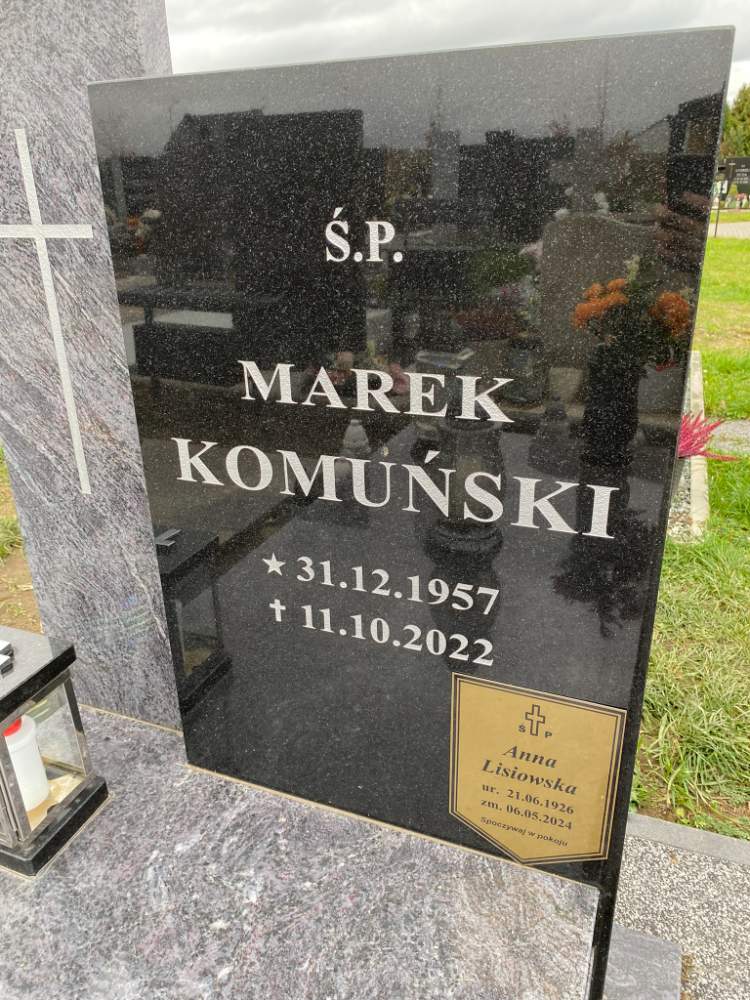 Ś.P.
MAREK
KOMUŃSKI
★ 31.12.1957
✝ 11.10.2022
Ś P
Anna
Lisiowska
ur. 21.06.1926
zm. 06.05.2024
Spoczywaj w pokoju